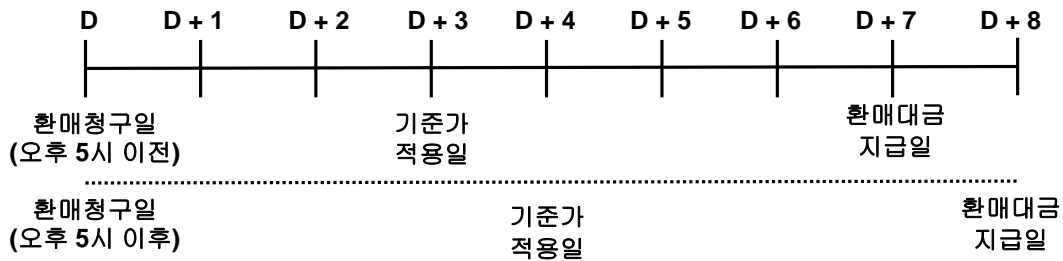 D D + 1 D + 2 D + 3 D + 4 D + 5 D + 6 D + 7 D + 8
환매청구일
(오후 5시 이전)
기준가
적용일
환매대금
지급일
환매청구일
(오후 5시 이후)
기준가
적용일
환매대금
지급일